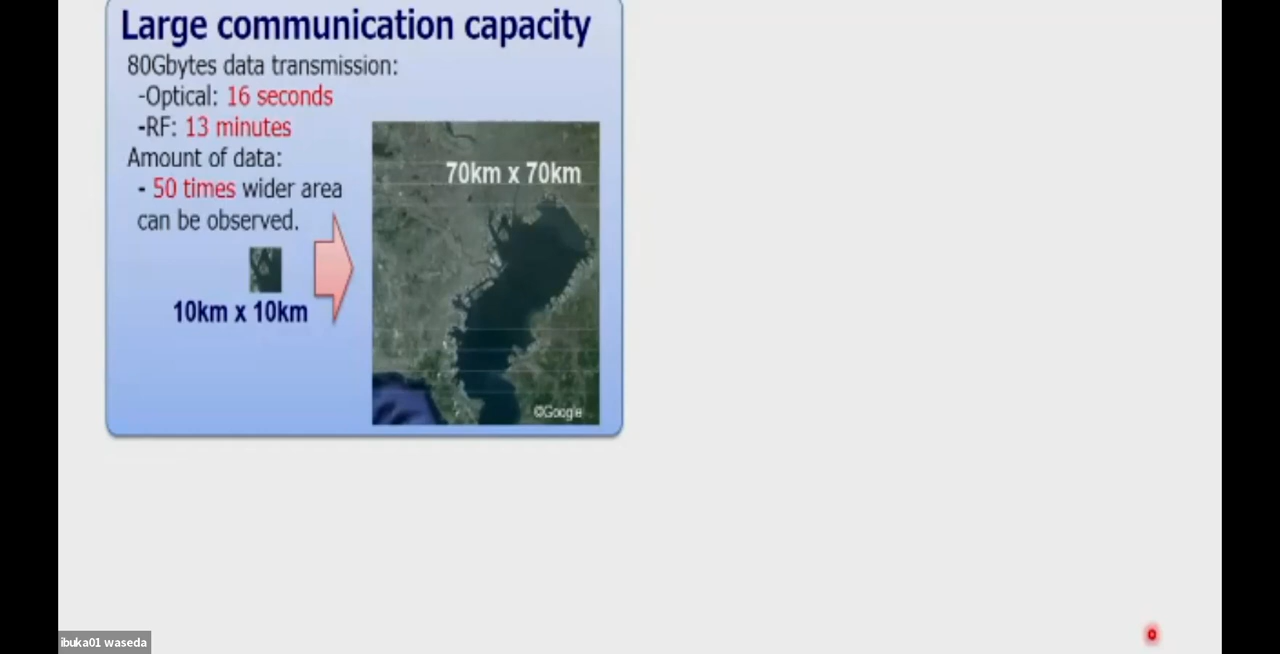 Large communication capacity
80Gbytes data transmission:
-Optical: 16 seconds
-RF: 13 minutes
Amount of data:
- 50 times wider area
can be observed.
70km x 70km
10km x 10km
©Google
ibuka01 waseda